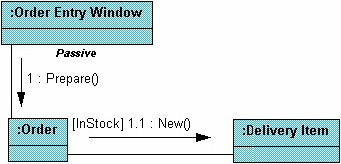 :Order Entry Window
Passive
1 : Prepare()
:Order
[InStock] 1.1 : New()
:Delivery Item